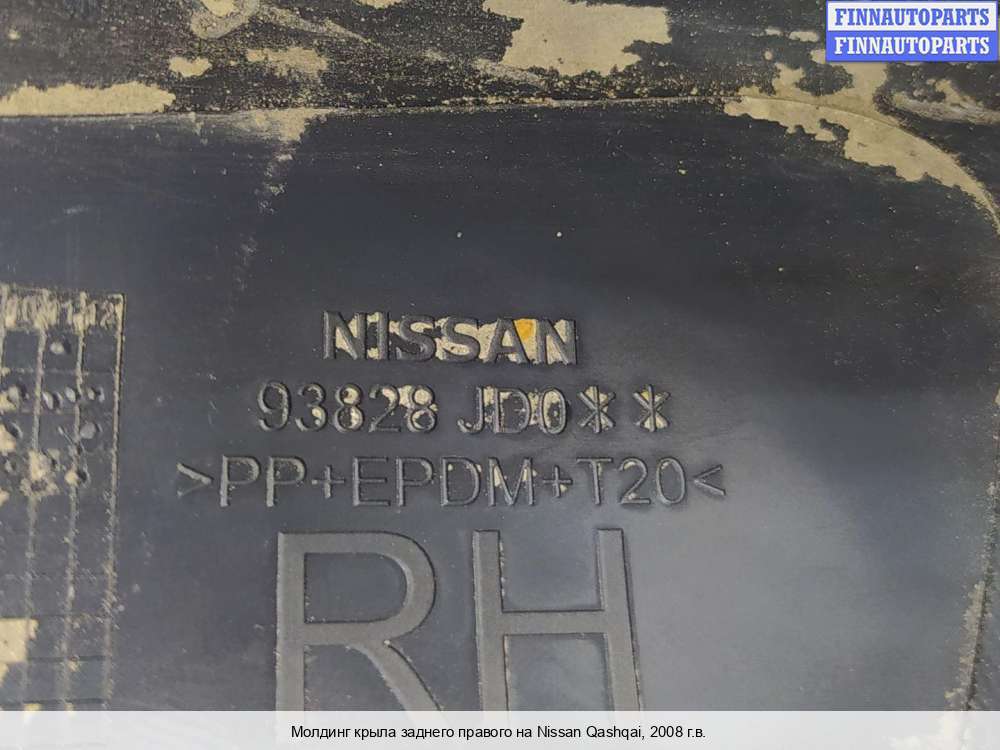 FINNAUTOPARTS
FINNAUTOPARTS
NISSAN
93828 JD0**
>PP+EPDM+T20<
RH
Молдинг крыла заднего правого на Nissan Qashqai, 2008 г.в.